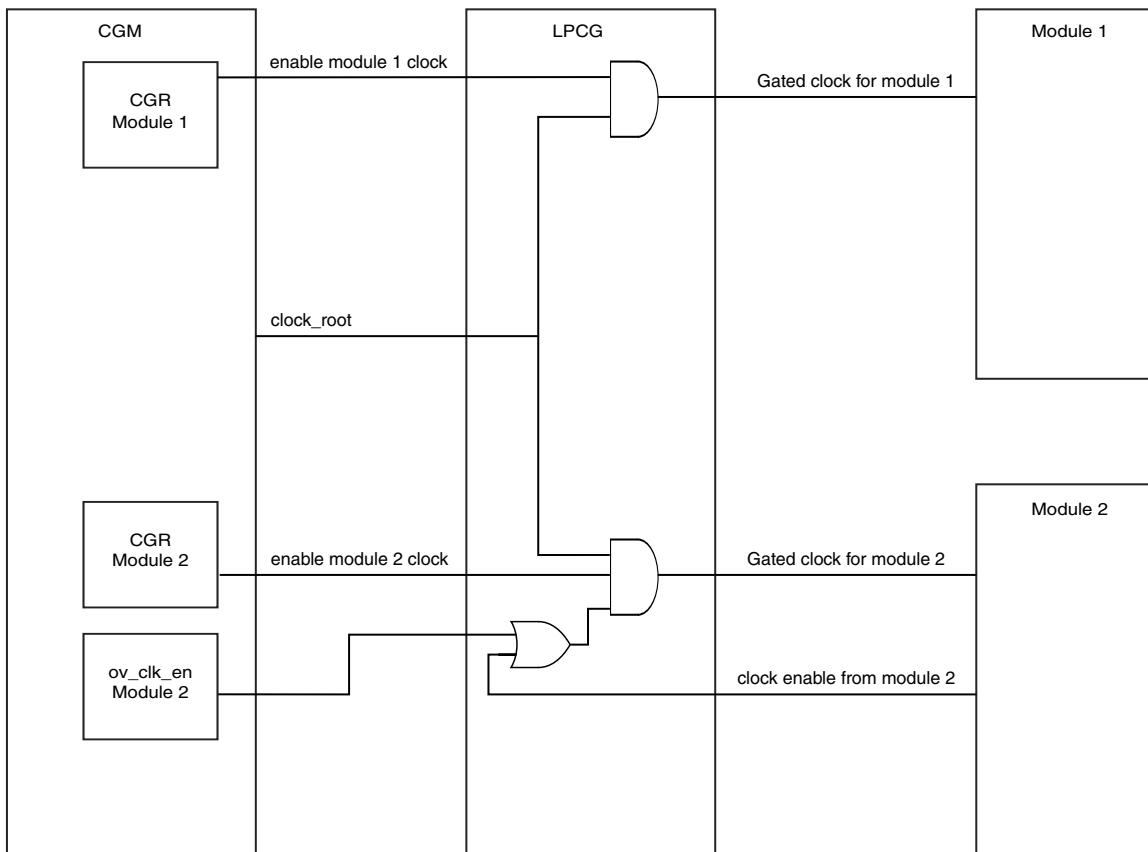 CGM
LPCG
Module 1
enable module 1 clock
CGR
Module 1
Gated clock for module 1
clock_root
Module 2
CGR
Module 2
enable module 2 clock
Gated clock for module 2
ov_clk_en
Module 2
clock enable from module 2